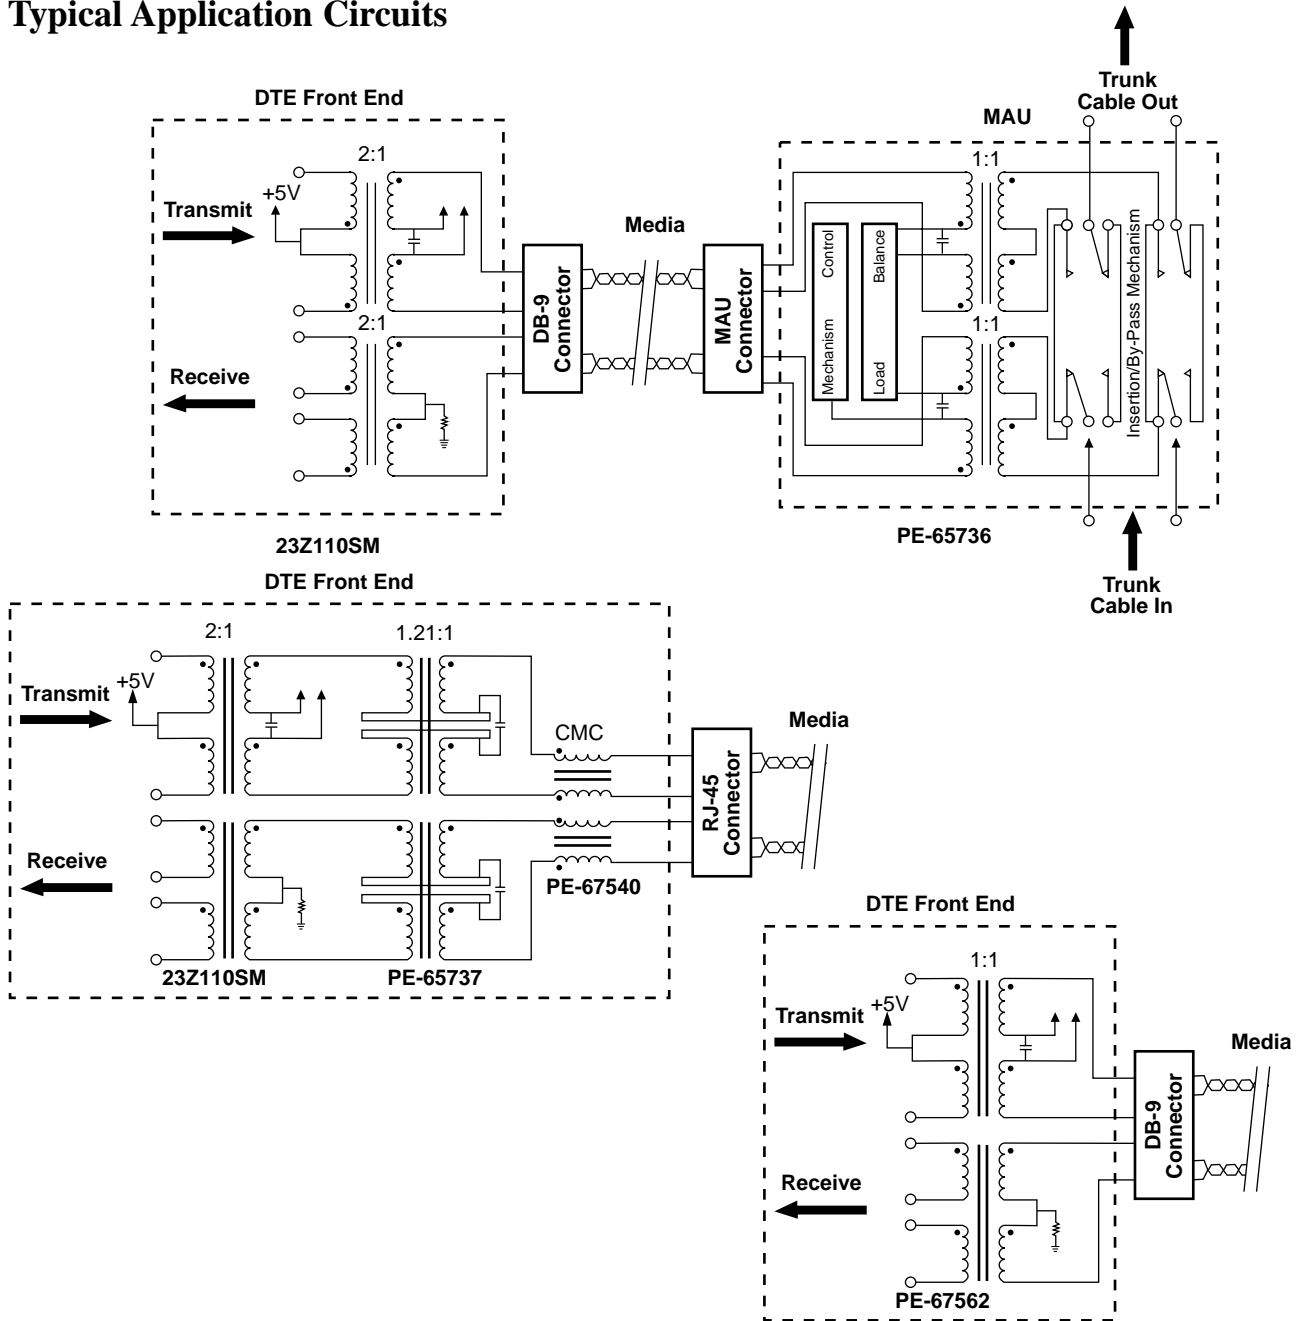 Typical Application Circuits
Trunk
Cable Out
DTE Front End
MAU
2:1
1:1
+5V
Transmit
Media
Control
Balance
Insertion/By-Pass Mechanism
DB-9
Connector
MAU
Connector
2:1
1:1
Receive
Mechanism
Load
23Z110SM
PE-65736
Trunk
Cable In
DTE Front End
2:1
1.21:1
+5V
Transmit
Media
CMC
RJ-45
Connector
Receive
PE-67540
23Z110SM
PE-65737
DTE Front End
1:1
+5V
Transmit
Media
DB-9
Connector
Receive
PE-67562